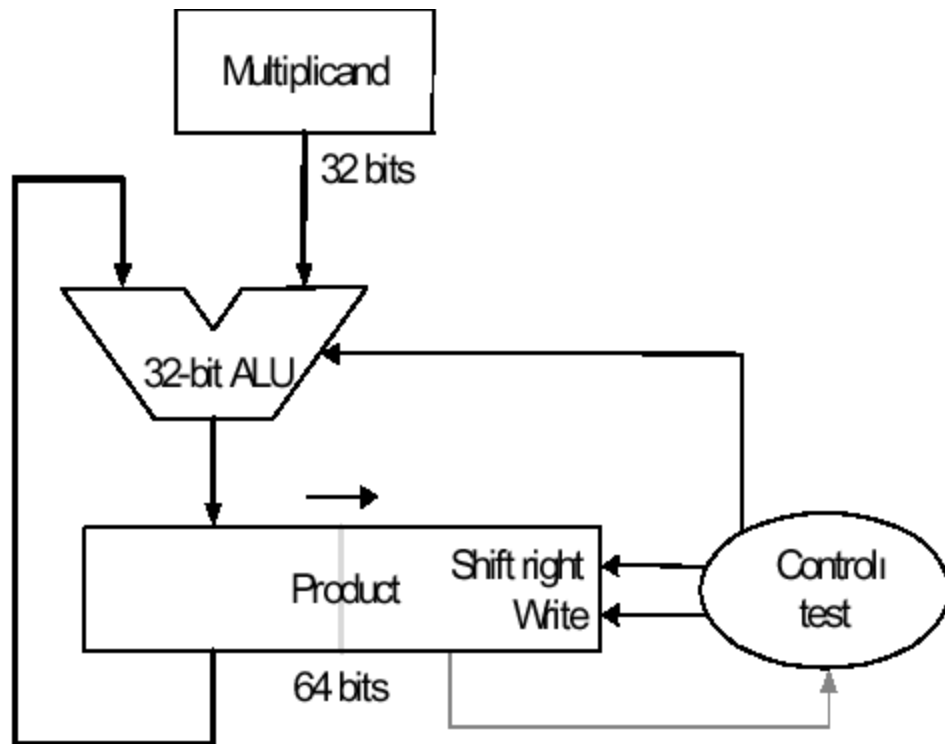 Multiplicand
32 bits
32-bit ALU
Product
Shift right
Write
64 bits
Control
test